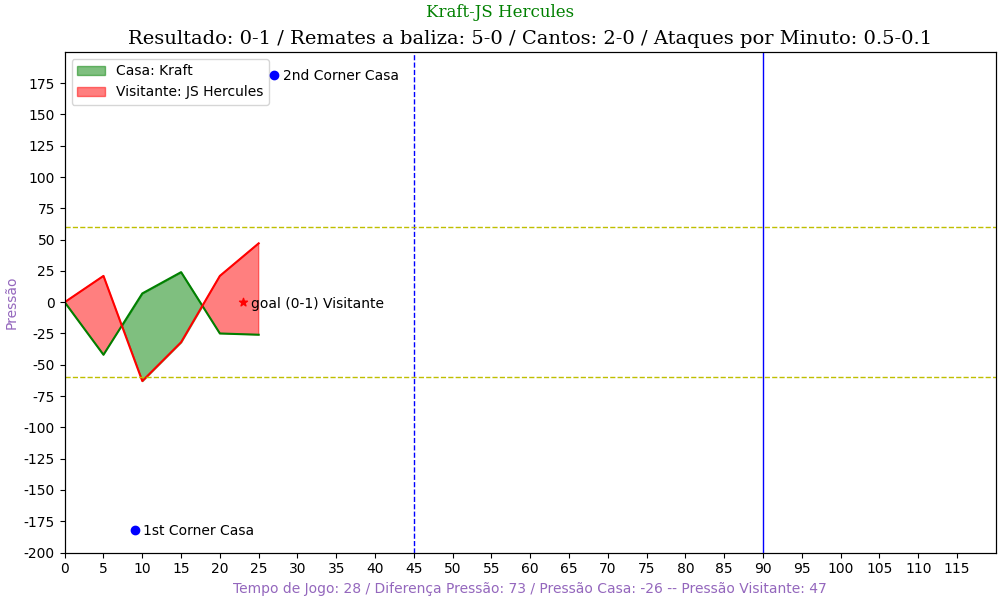 Kraft-JS Hercules
Resultado: 0-1 / Remates a baliza: 5-0 / Cantos: 2-0 / Ataques por Minuto: 0.5-0.1
Casa: Kraft
Visitante: JS Hercules
2nd Corner Casa
goal (0-1) Visitante
1st Corner Casa
Pressão
175
150
125
100
75
50
25
0
-25
-50
-75
-100
-125
-150
-175
-200
0 5 10 15 20 25 30 35 40 45 50 55 60 65 70 75 80 85 90 95 100 105 110 115
Tempo de Jogo: 28 / Diferença Pressão: 73 / Pressão Casa: -26 -- Pressão Visitante: 47